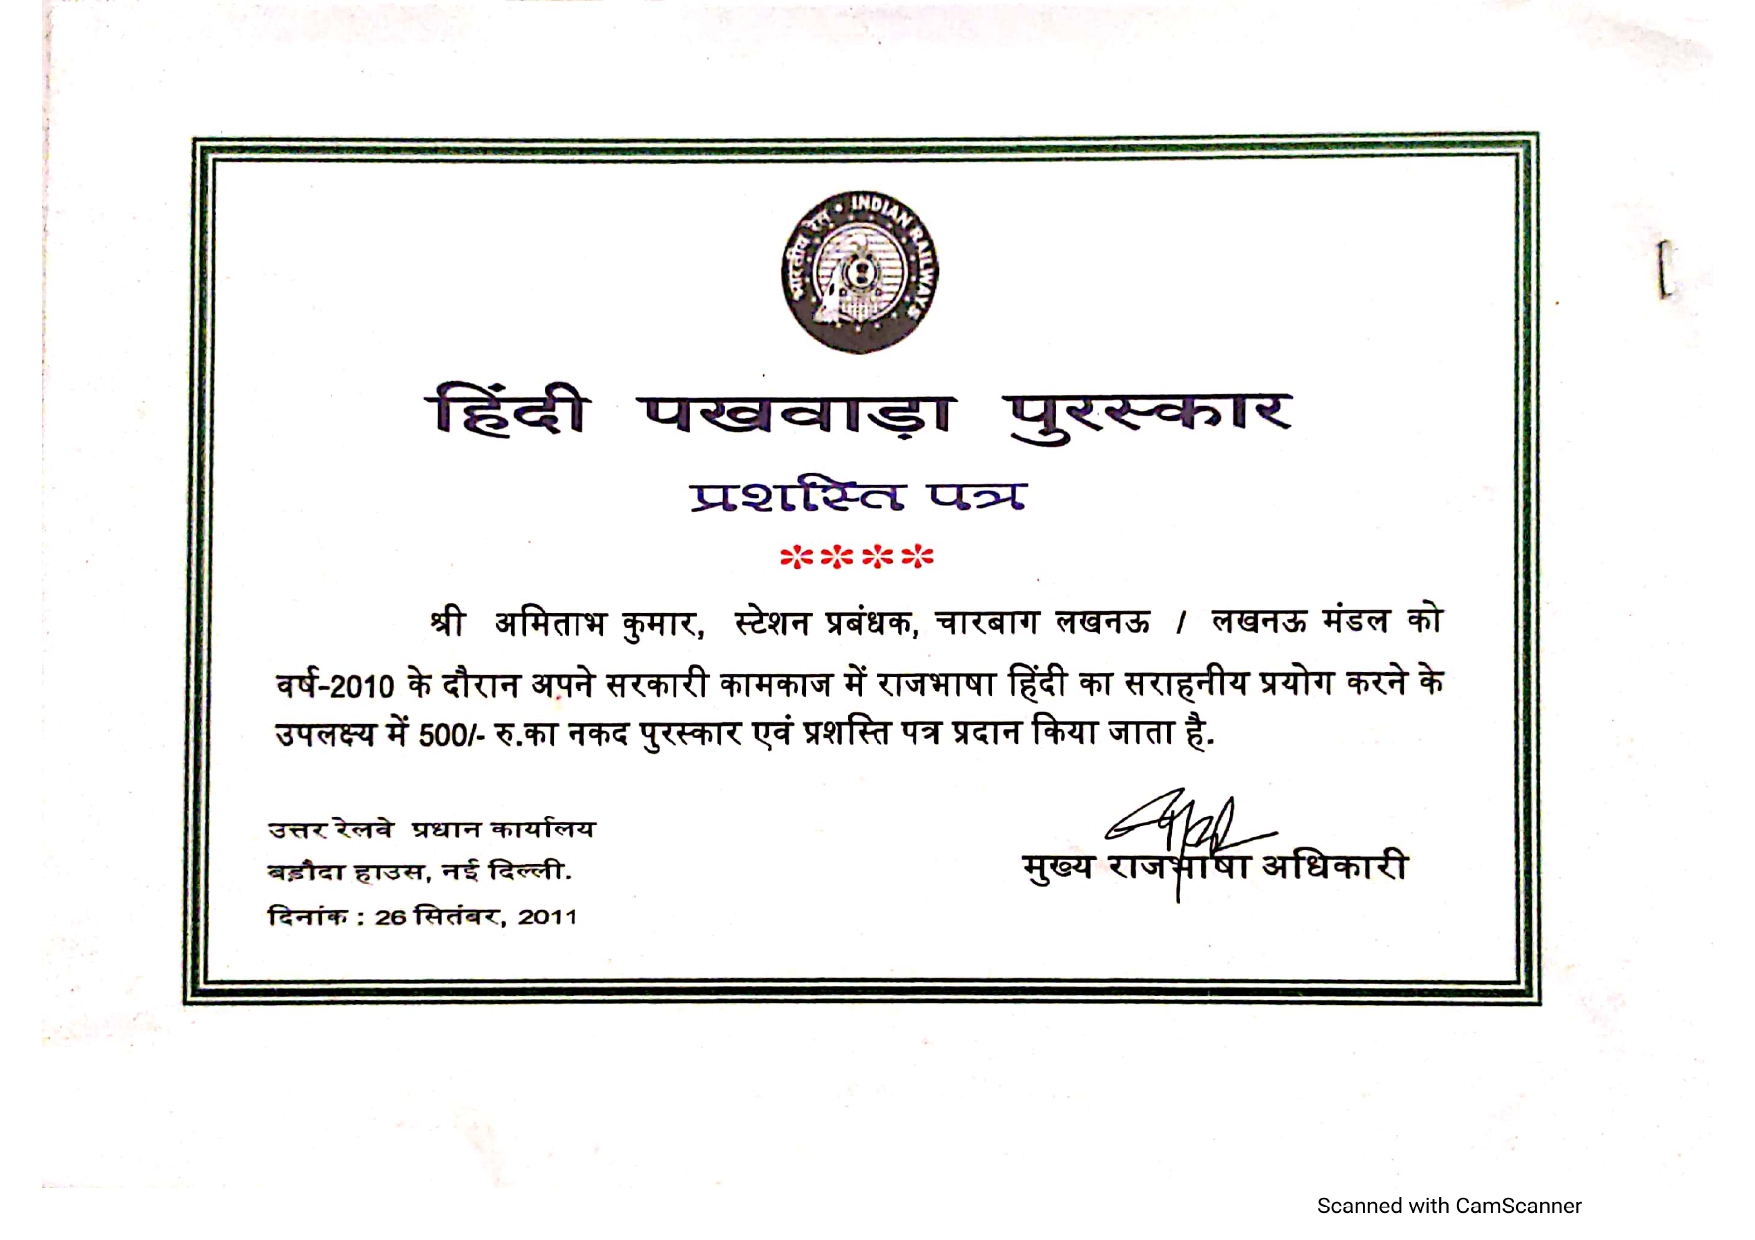 भारतीय रेल • INDIAN RAILWAYS
हिंदी पखवाड़ा पुरस्कार
प्रशस्ति पत्र
****
श्री अमिताभ कुमार, स्टेशन प्रबंधक, चारबाग लखनऊ / लखनऊ मंडल को
वर्ष-2010 के दौरान अपने सरकारी कामकाज में राजभाषा हिंदी का सराहनीय प्रयोग करने के
उपलक्ष्य में 500/- रु.का नकद पुरस्कार एवं प्रशस्ति पत्र प्रदान किया जाता है.
उत्तर रेलवे प्रधान कार्यालय
बड़ौदा हाउस, नई दिल्ली.
दिनांक : 26 सितंबर, 2011
मुख्य राजभाषा अधिकारी
Scanned with CamScanner